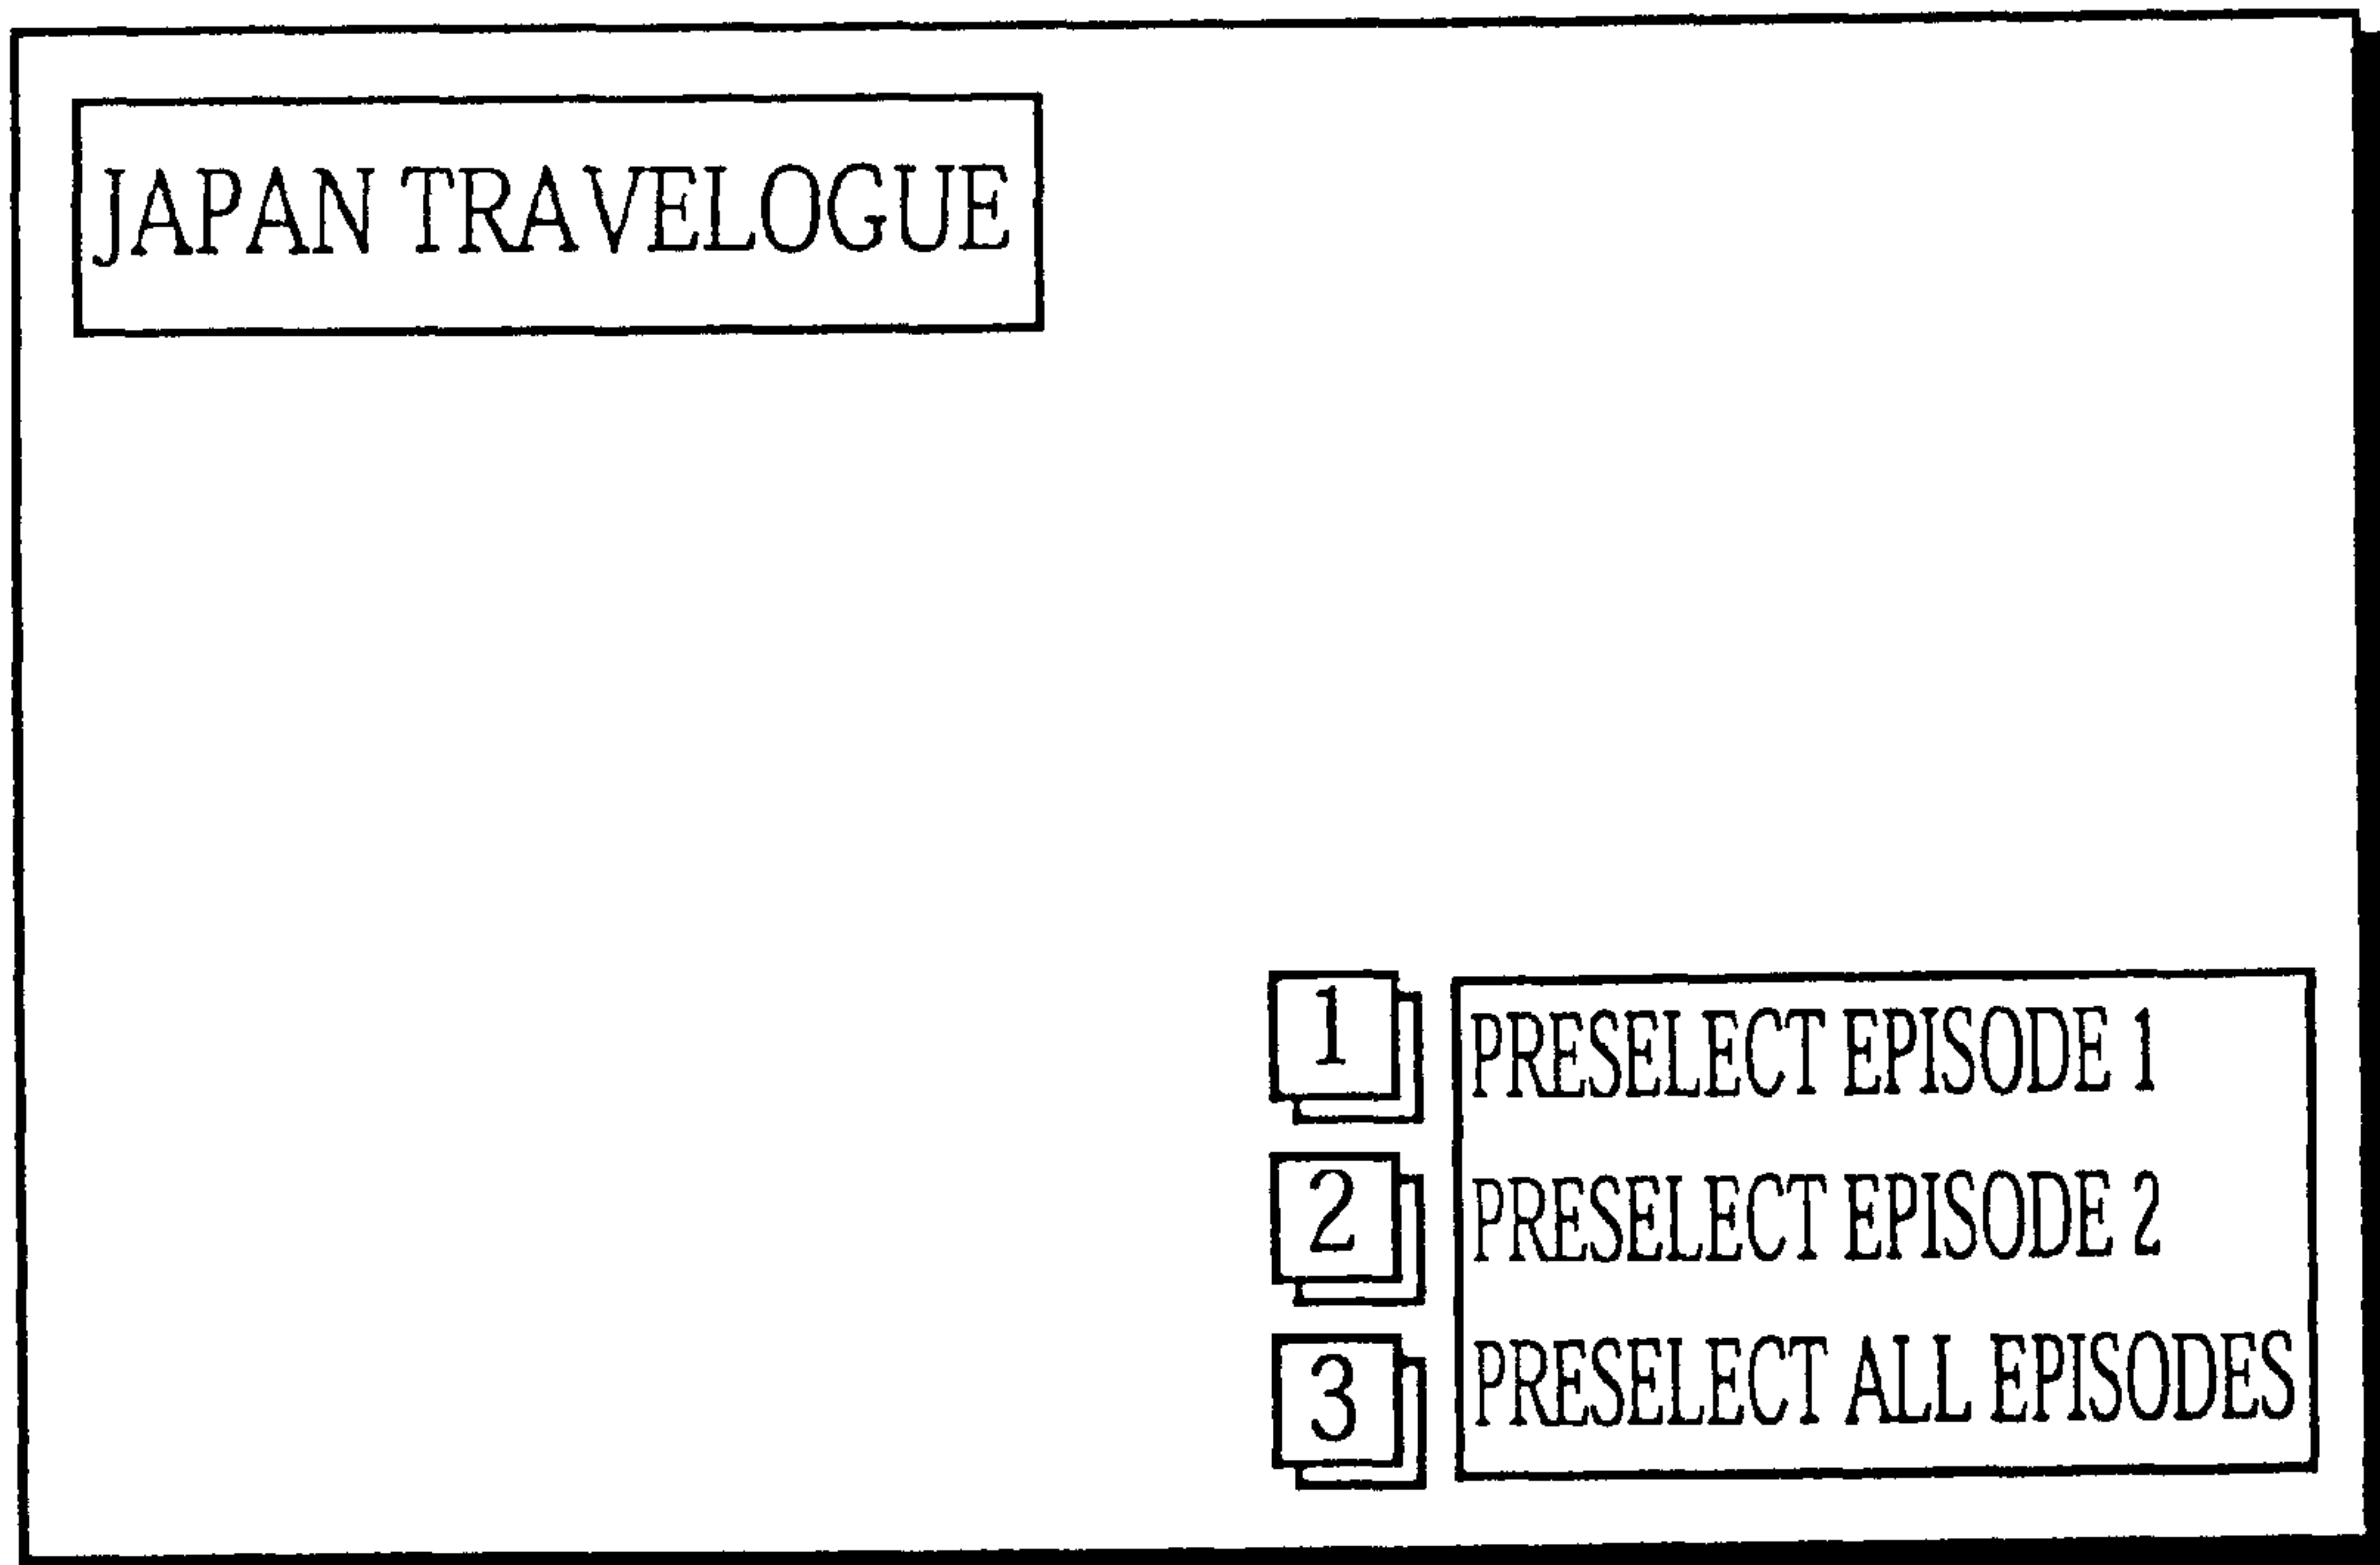 JAPAN TRAVELOGUE
1 PRESELECT EPISODE 1
2 PRESELECT EPISODE 2
3 PRESELECT ALL EPISODES